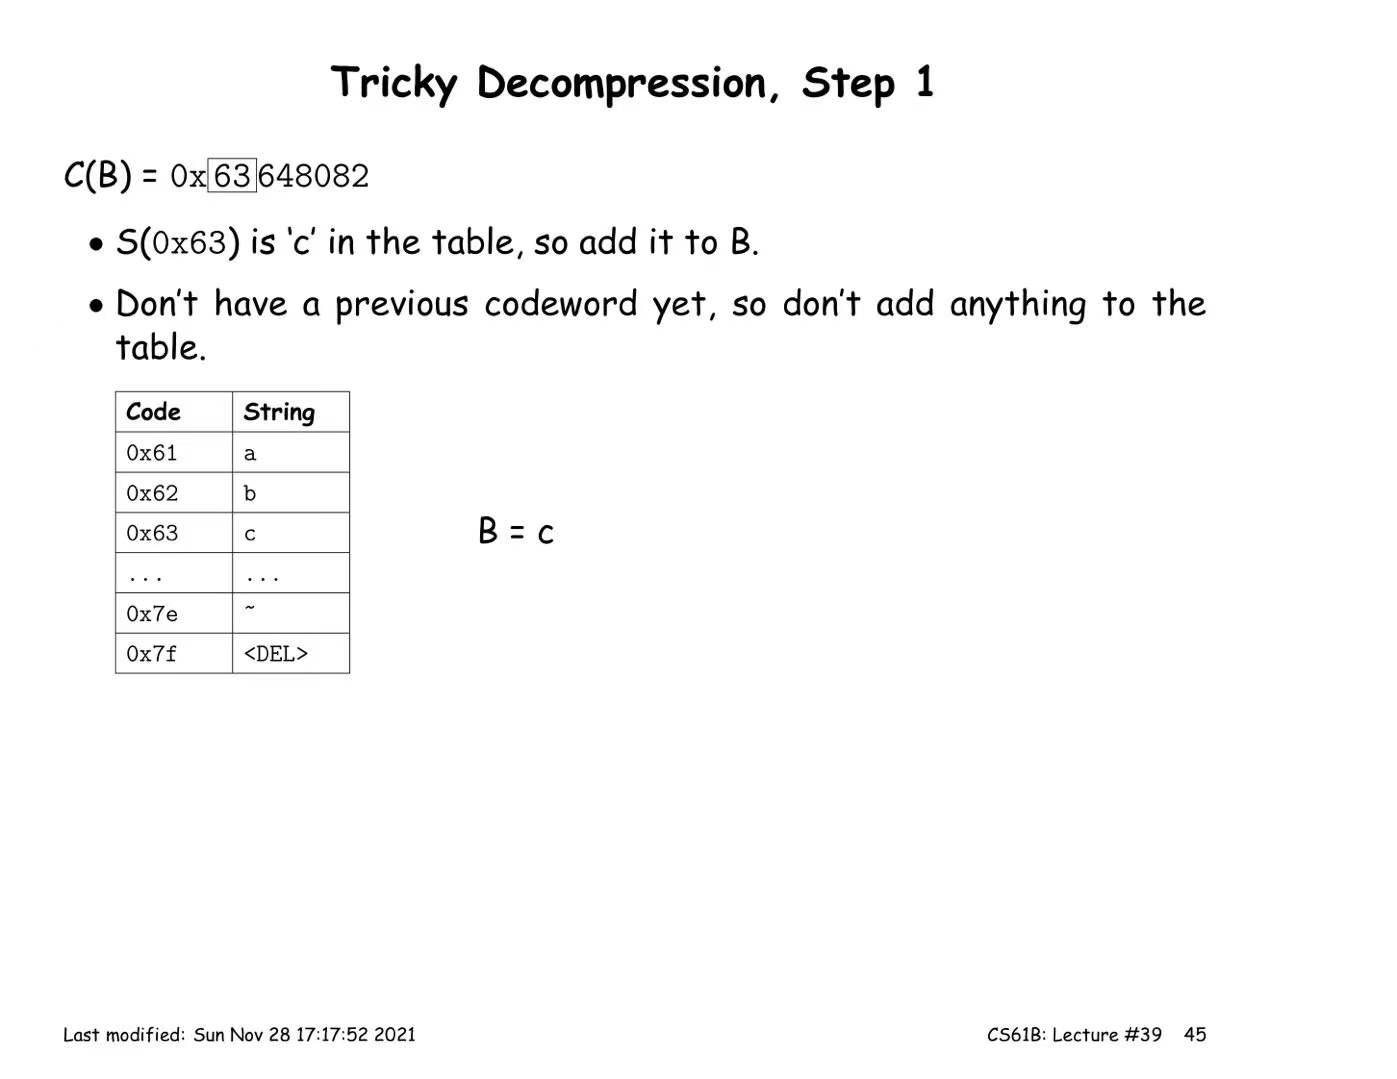 Tricky Decompression, Step 1
C(B) = 0x63648082
• S(0x63) is ‘c’ in the table, so add it to B.
• Don’t have a previous codeword yet, so don’t add anything to the
table.
Code String
0x61 a
0x62 b
0x63 c
... ...
0x7e ~
0x7f <DEL>
B = c
Last modified: Sun Nov 28 17:17:52 2021 CS61B: Lecture #39 45